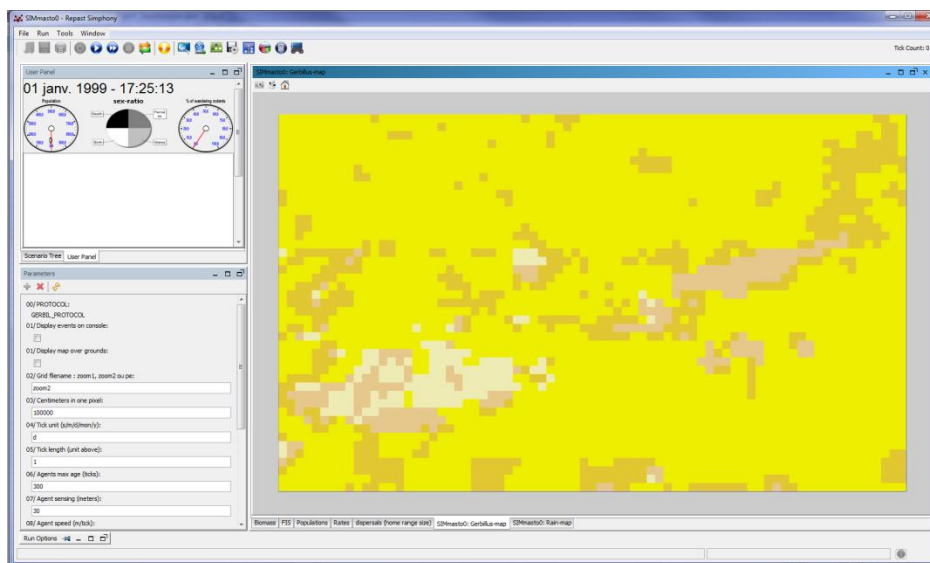 SIMmasto0 - Repast Simphony
File Run Tools Window
Tick Count: 0
User Panel
01 janv. 1999 - 17:25:13
Population
sex-ratio
% of wandering rodents
Scenario Tree User Panel
Parameters
00/ PROTOCOL:
GERBIL_PROTOCOL
01/ Display events on console:
01/ Display map over grounds:
02/ Grid filename : zoom1, zoom2 ou pe:
zoom2
03/ Centimeters in one pixel:
100000
04/ Tick unit (s/m/d/mon/y):
d
05/ Tick length (unit above):
1
06/ Agents max age (ticks):
300
07/ Agent sensing (meters):
30
08/ Agent speed (m/tick):
Run Options
SIMmasto0: Gerbillus-map
Biomass FIS Populations Rates dispersals (home range size) SIMmasto0: Gerbillus-map SIMmasto0: Rain-map